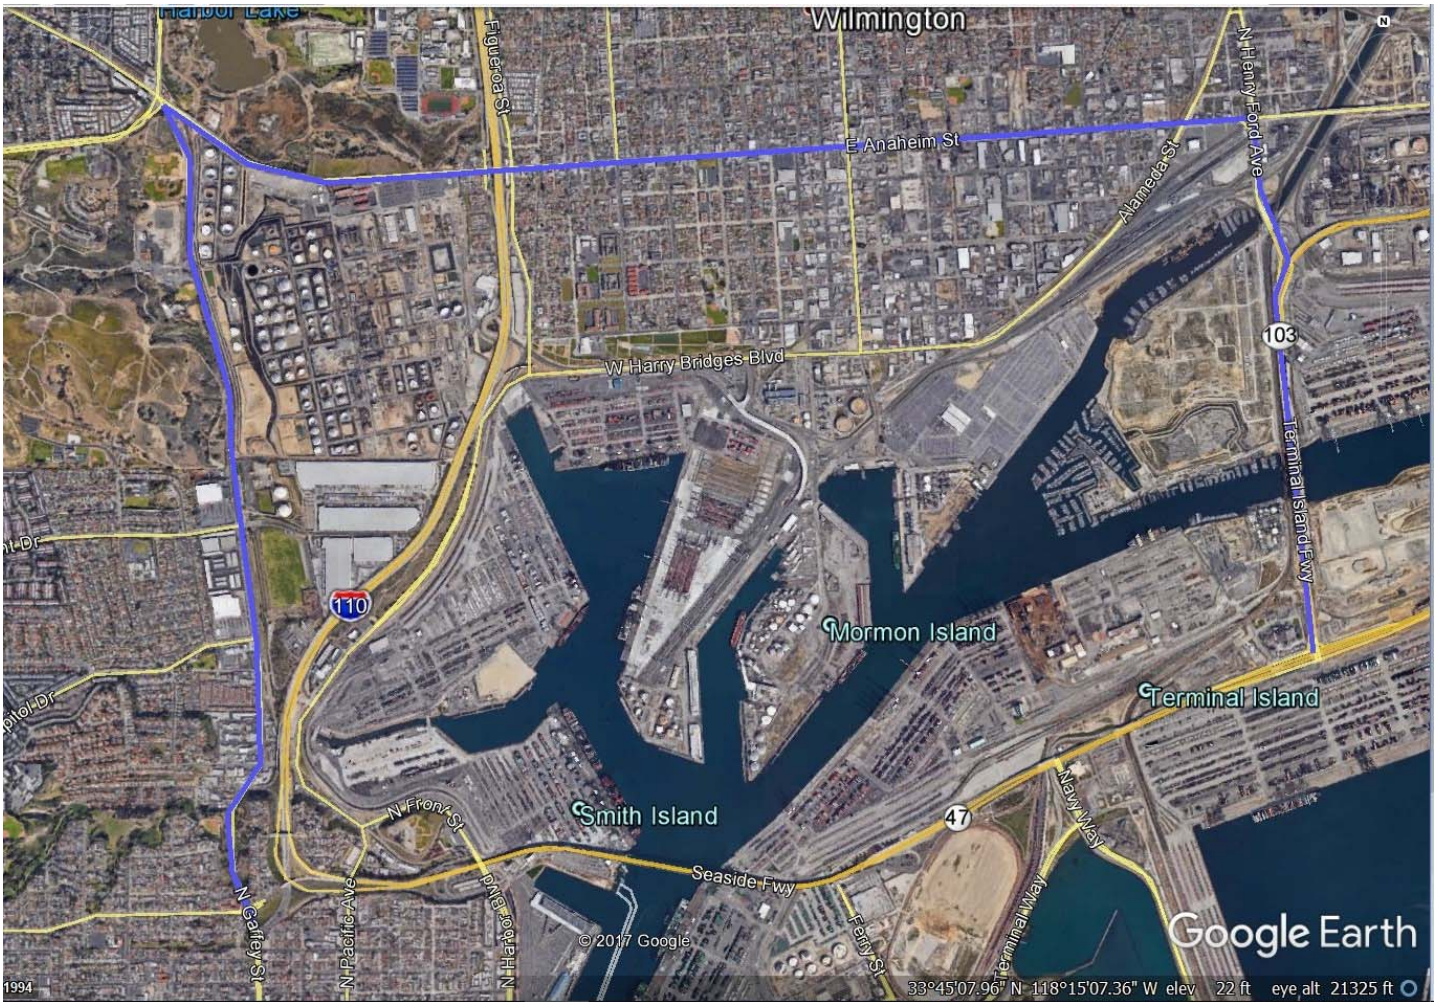 Harbor Lake
Wilmington
N
Figueroa St
N Henry Ford Ave
E Anaheim St
Alameda St
103
W Harry Bridges Blvd
Terminal Island Fwy
nt Dr
110
Mormon Island
Terminal Island
pitol Dr
Smith Island
N Front St
47
Navy Way
Seaside Fwy
N Gaffey St
N Pacific Ave
N Harbor Blvd
Ferry St
Terminal Way
Google Earth
© 2017 Google
1994
33°45'07.96" N 118°15'07.36" W elev 22 ft eye alt 21325 ft